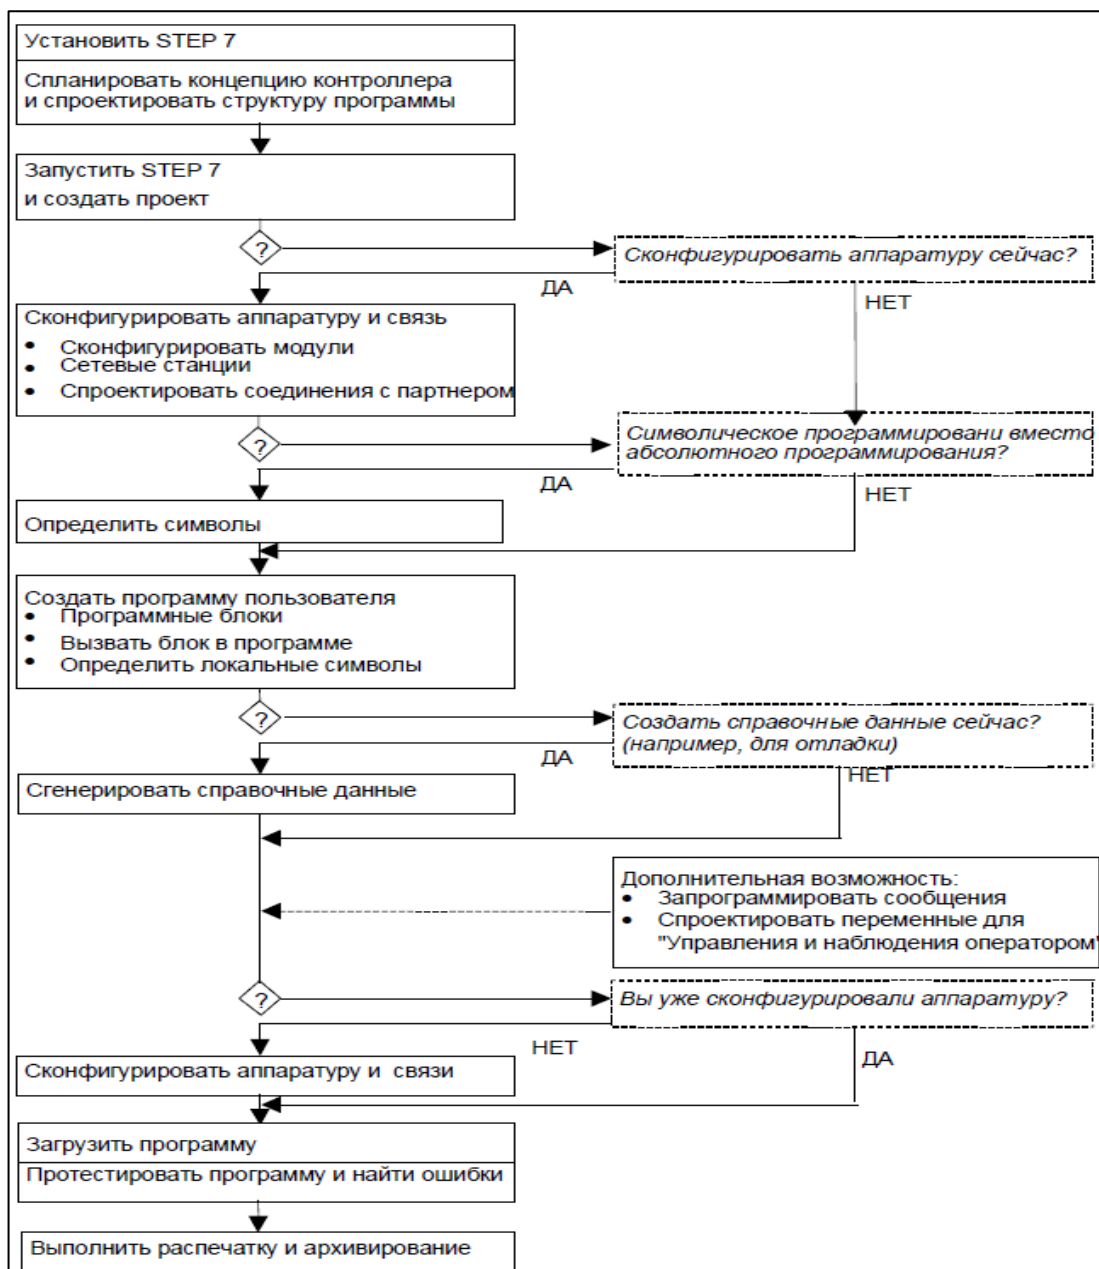 Установить STEP 7
Спланировать концепцию контроллера
и спроектировать структуру программы
Запустить STEP 7
и создать проект
?
Сконфигурировать аппаратуру сейчас?
ДА
НЕТ
Сконфигурировать аппаратуру и связь
• Сконфигурировать модули
• Сетевые станции
• Спроектировать соединения с партнером
?
Символическое программировани вместо
абсолютного программирования?
ДА
НЕТ
Определить символы
Создать программу пользователя
• Программные блоки
• Вызвать блок в программе
• Определить локальные символы
?
Создать справочные данные сейчас?
(например, для отладки)
ДА
НЕТ
Сгенерировать справочные данные
Дополнительная возможность:
• Запрограммировать сообщения
• Спроектировать переменные для
"Управления и наблюдения оператором"
?
Вы уже сконфигурировали аппаратуру?
НЕТ
ДА
Сконфигурировать аппаратуру и связи
Загрузить программу
Протестировать программу и найти ошибки
Выполнить распечатку и архивирование